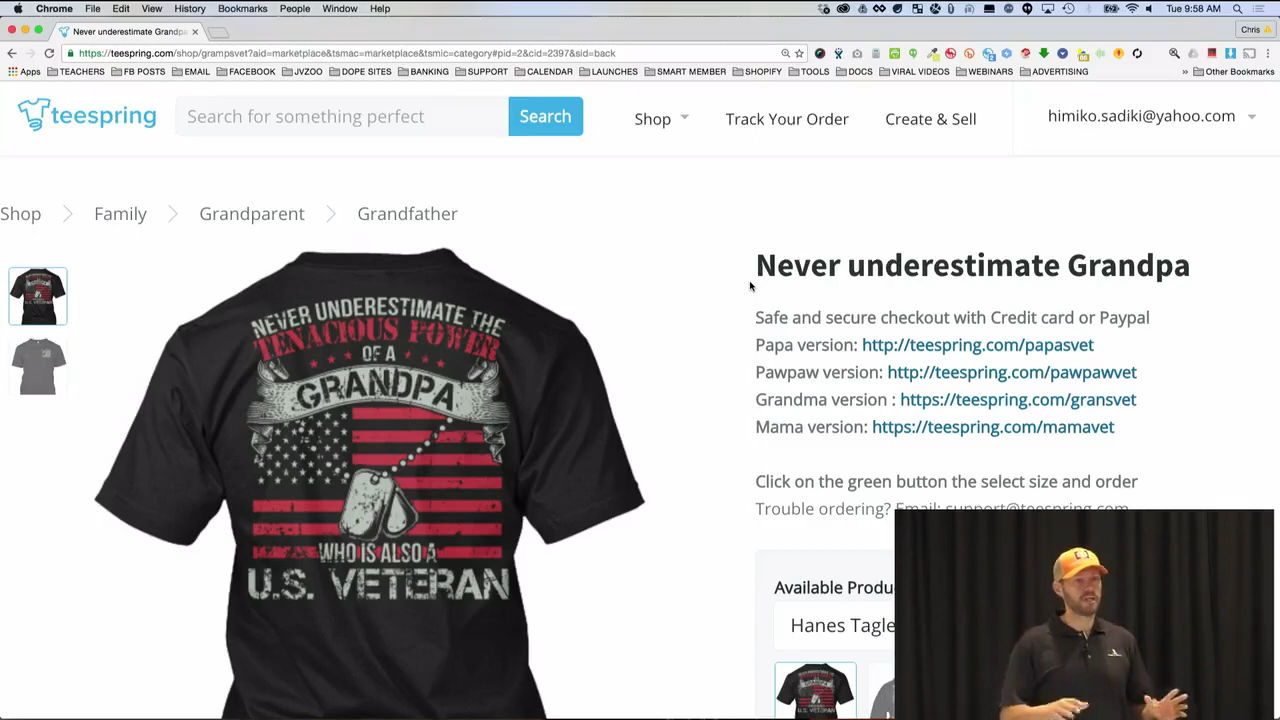 Chrome File Edit View History Bookmarks People Window Help Tue 9:58 AM
Never underestimate Grandpa Chris
https://teespring.com/shop/grampsvet?aid=marketplace&tsmac=marketplace&tsmic=category#pid=2&cid=2397&sid=back
Apps TEACHERS FB POSTS EMAIL FACEBOOK JVZOO DOPE SITES BANKING SUPPORT CALENDAR LAUNCHES SMART MEMBER SHOPIFY TOOLS DOCS VIRAL VIDEOS WEBINARS ADVERTISING » Other Bookmarks
teespring Search for something perfect Search Shop Track Your Order Create & Sell himiko.sadiki@yahoo.com
Shop Family Grandparent Grandfather
NEVER UNDERESTIMATE THE
TENACIOUS POWER
OF A
GRANDPA
WHO IS ALSO A
U.S. VETERAN
Never underestimate Grandpa
Safe and secure checkout with Credit card or Paypal
Papa version: http://teespring.com/papasvet
Pawpaw version: http://teespring.com/pawpawvet
Grandma version : https://teespring.com/gransvet
Mama version: https://teespring.com/mamavet
Click on the green button the select size and order
Trouble ordering? Email: support@teespring.com
Available Produ
Hanes Tagle